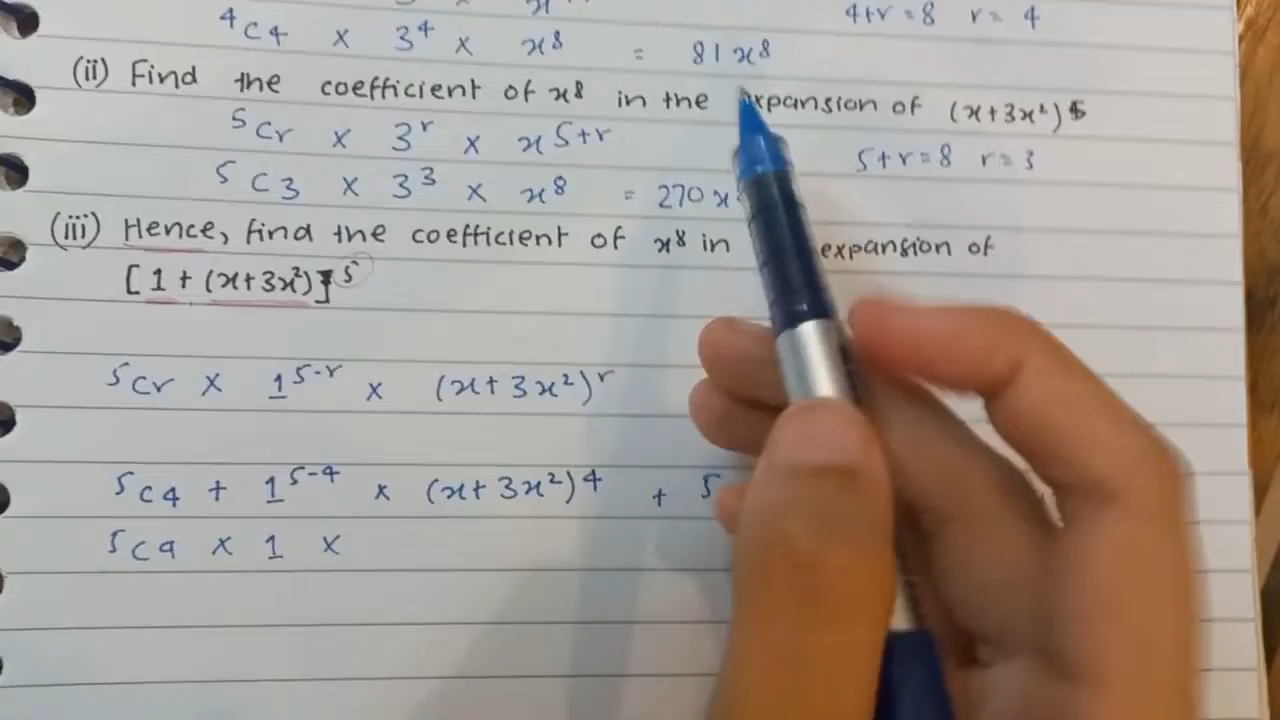 4+r=8 r=4
⁴C4 x 3⁴ x x⁸ = 81x⁸
(ii) Find the coefficient of x⁸ in the expansion of (x+3x²)⁵
⁵Cr x 3ʳ x x⁵⁺ʳ 5+r=8 r=3
⁵C3 x 3³ x x⁸ = 270x
(iii) Hence, find the coefficient of x⁸ in expansion of
[1+(x+3x²)]⁵
⁵Cr x 1⁵⁻ʳ x (x+3x²)ʳ
⁵C4 + 1⁵⁻⁴ x (x+3x²)⁴ + 5
⁵C4 x 1 x